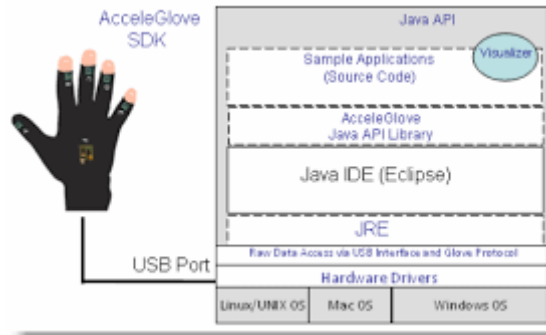 AcceleGlove
SDK
Java API
Visualizer
Sample Applications
(Source Code)
AcceleGlove
Java API Library
Java IDE (Eclipse)
JRE
Raw Data Access via USB Interface and Glove Protocol
USB Port
Hardware Drivers
Linux/UNIX OS
Mac OS
Windows OS